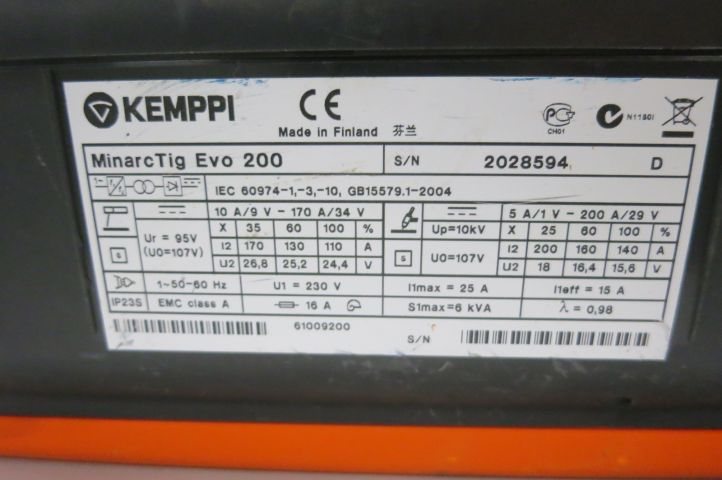 KEMPPI CE
Made in Finland 芬兰
PC CH01 N11501
MinarcTig Evo 200 S/N 2028594 D
IEC 60974-1,-3,-10, GB15579.1-2004
10 A/9 V - 170 A/34 V 5 A/1 V - 200 A/29 V
Ur = 95V (U0=107V) X 35 60 100 % Up=10kV X 25 60 100 %
I2 170 130 110 A U0=107V I2 200 160 140 A
S U2 26,8 25,2 24,4 V S U2 18 16,4 15,6 V
1~50-60 Hz U1 = 230 V I1max = 25 A I1eff = 15 A
IP23S EMC class A 16 A S1max=6 kVA λ = 0,98
61009200 S/N